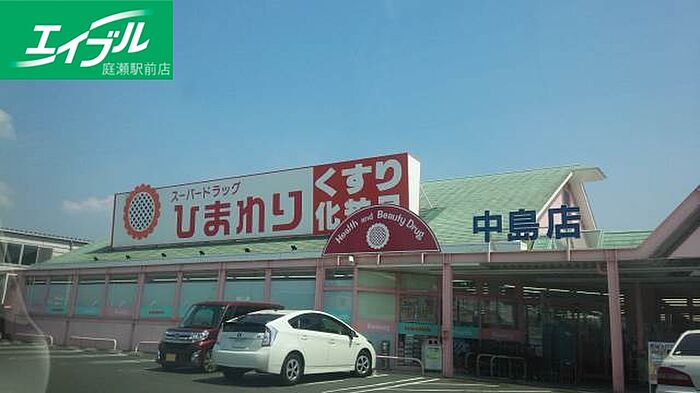 エイブル
庭瀬駅前店
スーパードラッグ
ひまわり
くすり
化粧品
Health and Beauty Drug
中島店